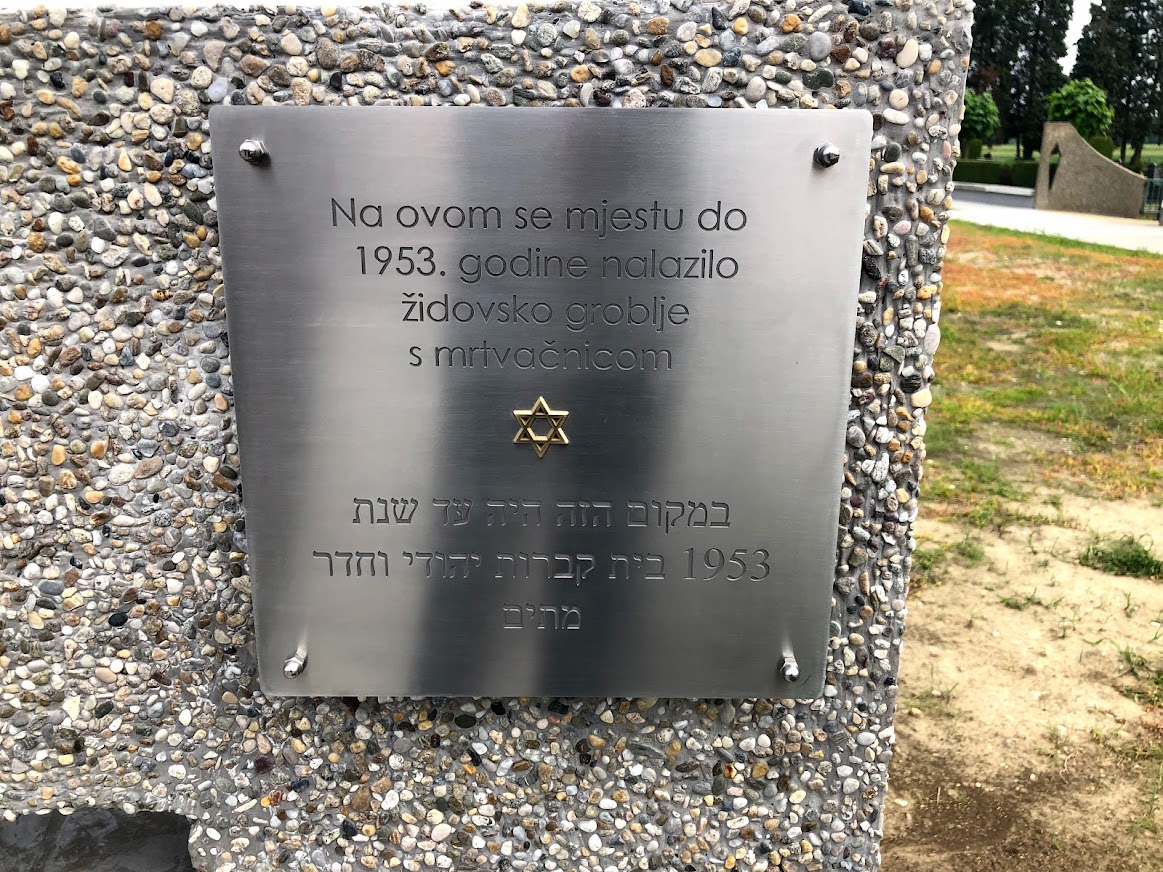 Na ovom se mjestu do
1953. godine nalazilo
židovsko groblje
s mrtvačnicom
במקום הזה היה עד שנת
1953 בית קברות יהודי וחדר
מתים